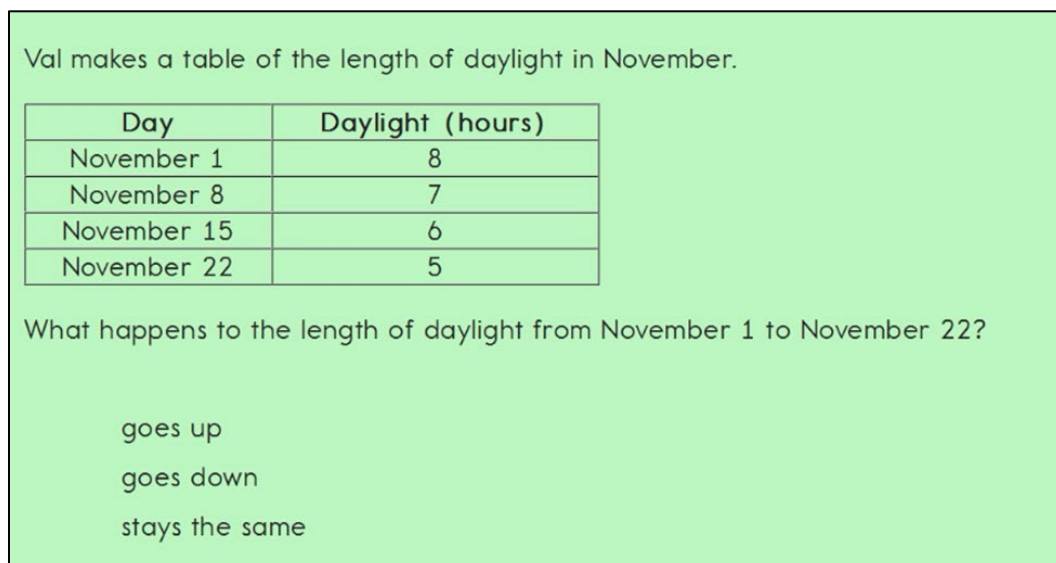 Val makes a table of the length of daylight in November.
Day Daylight (hours)
November 1 8
November 8 7
November 15 6
November 22 5
What happens to the length of daylight from November 1 to November 22?
goes up
goes down
stays the same